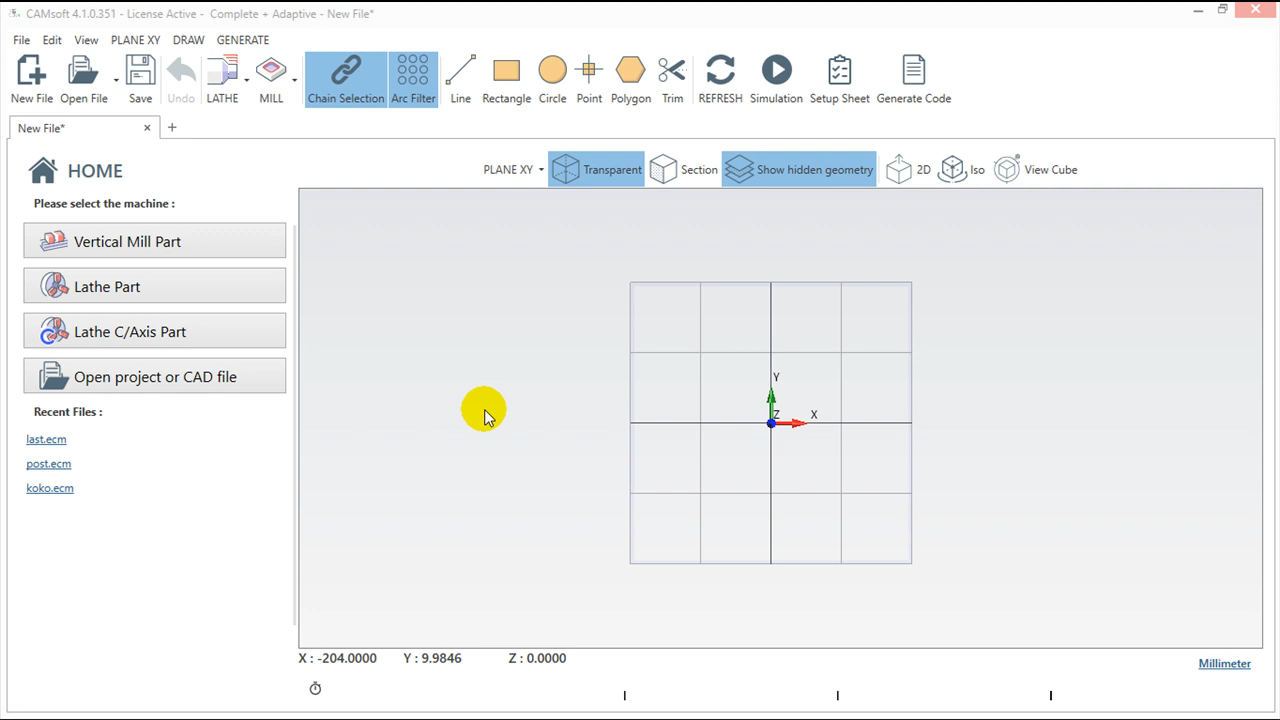 CAMsoft 4.1.0.351 - License Active -  Complete + Adaptive - New File*
File Edit View PLANE XY DRAW GENERATE
New File Open File Save Undo LATHE MILL Chain Selection Arc Filter Line Rectangle Circle Point Polygon Trim REFRESH Simulation Setup Sheet Generate Code
New File*
HOME
PLANE XY Transparent Section Show hidden geometry 2D Iso View Cube
Please select the machine :
Vertical Mill Part
Lathe Part
Lathe C/Axis Part
Open project or CAD file
Recent Files :
last.ecm
post.ecm
koko.ecm
Y
Z X
X : -204.0000 Y : 9.9846 Z : 0.0000
Millimeter